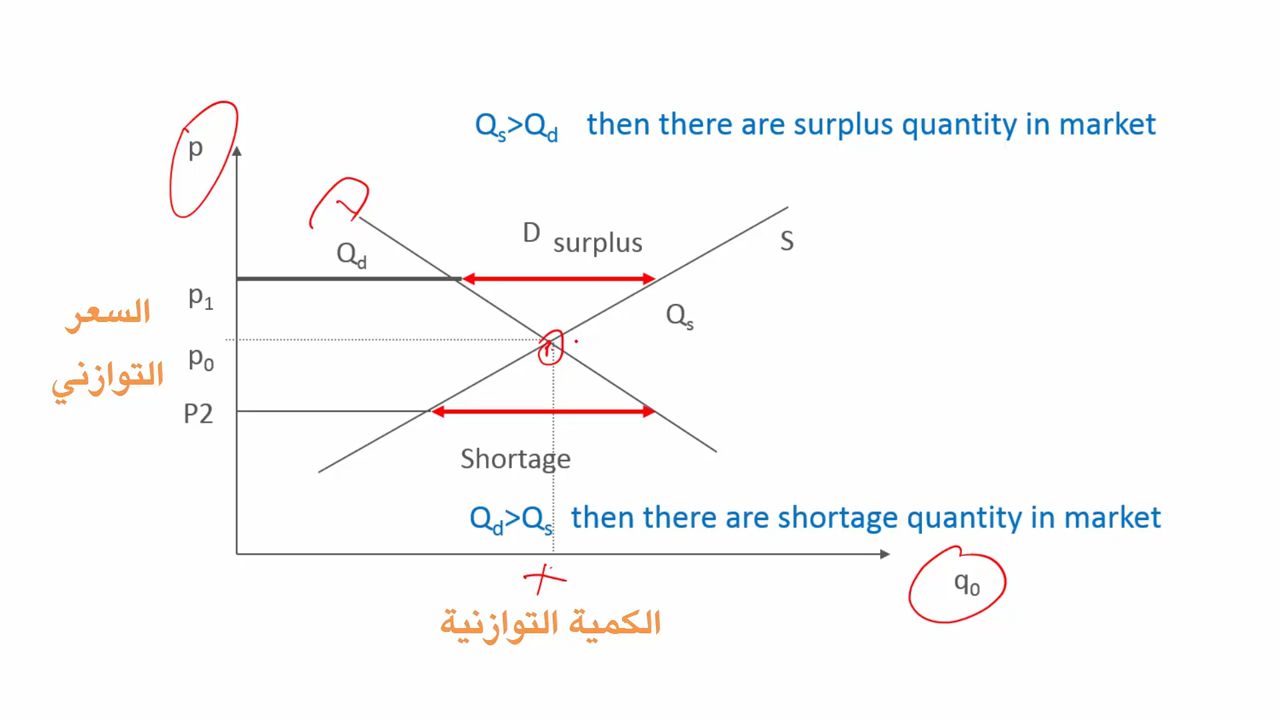 Qs>Qd then there are surplus quantity in market
p
D surplus
S
Qd
p1
Qs
السعر
التوازني
p0
P2
Shortage
Qd>Qs then there are shortage quantity in market
q0
الكمية التوازنية